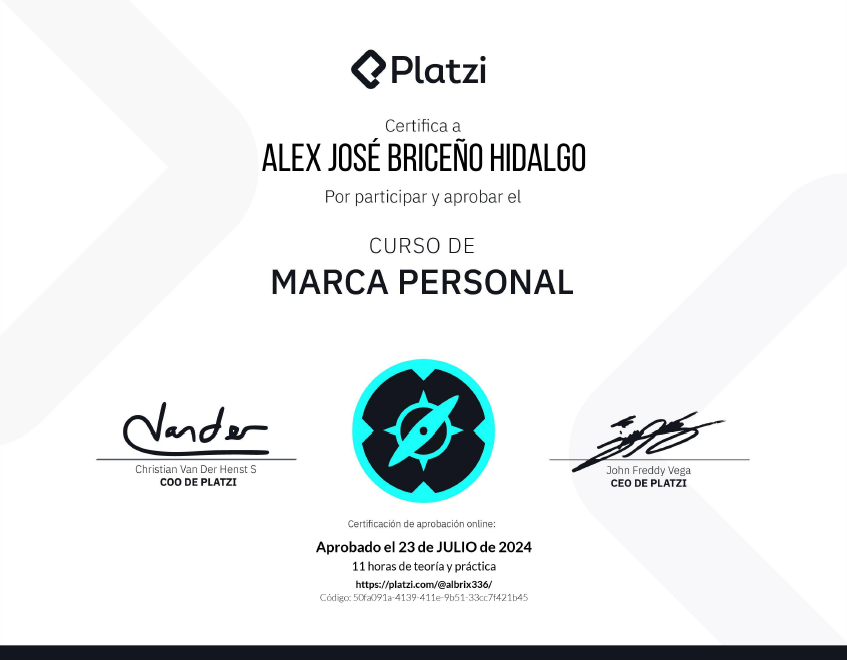 Platzi
Certifica a
ALEX JOSÉ BRICEÑO HIDALGO
Por participar y aprobar el
CURSO DE
MARCA PERSONAL
Vander
Christian Van Der Henst S
COO DE PLATZI
John Freddy Vega
CEO DE PLATZI
Certificación de aprobación online:
Aprobado el 23 de JULIO de 2024
11 horas de teoría y práctica
https://platzi.com/@albrix336/
Código: 50fa091a-4139-411e-9b51-33cc7f421b45